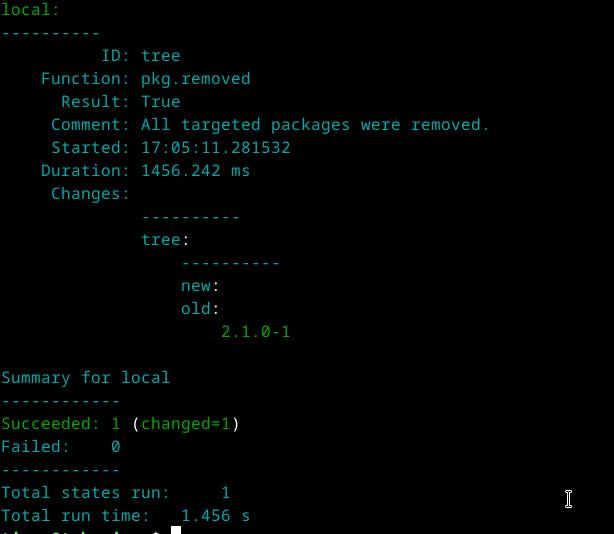 local:
----------
          ID: tree
    Function: pkg.removed
      Result: True
     Comment: All targeted packages were removed.
     Started: 17:05:11.281532
    Duration: 1456.242 ms
     Changes:
              ----------
              tree:
                  ----------
                  new:
                  old:
                      2.1.0-1

Summary for local
------------
Succeeded: 1 (changed=1)
Failed:    0
------------
Total states run:     1
Total run time:   1.456 s